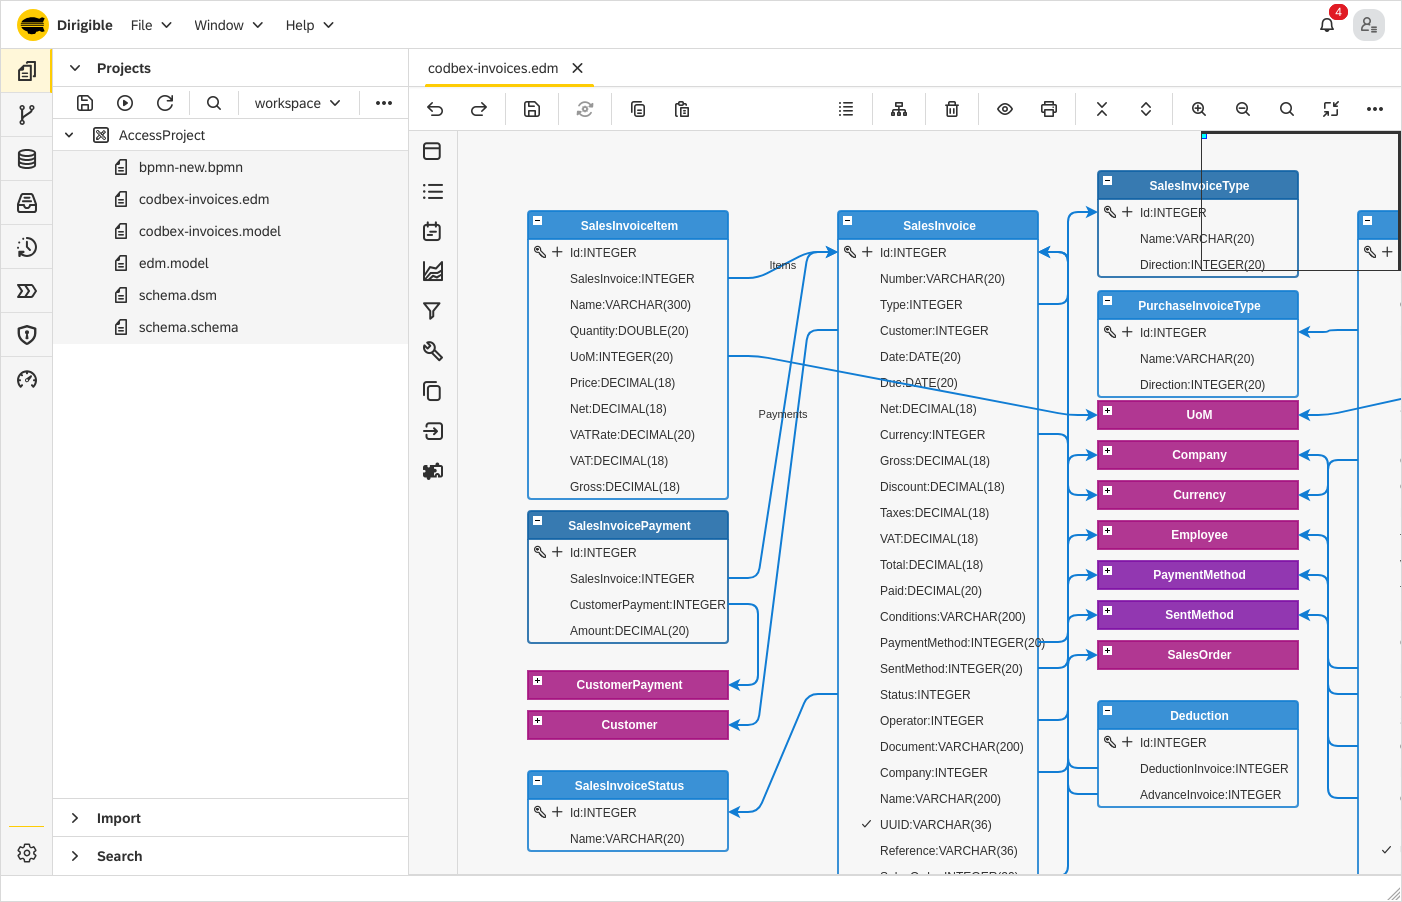 Dirigible File Window Help 4
Projects
workspace
AccessProject
bpmn-new.bpmn
codbex-invoices.edm
codbex-invoices.model
edm.model
schema.dsm
schema.schema
Import
Search
codbex-invoices.edm
SalesInvoiceItem
Id:INTEGER
SalesInvoice:INTEGER
Name:VARCHAR(300)
Quantity:DOUBLE(20)
UoM:INTEGER(20)
Price:DECIMAL(18)
Net:DECIMAL(18)
VATRate:DECIMAL(20)
VAT:DECIMAL(18)
Gross:DECIMAL(18)
SalesInvoicePayment
Id:INTEGER
SalesInvoice:INTEGER
CustomerPayment:INTEGER
Amount:DECIMAL(20)
CustomerPayment
Customer
SalesInvoiceStatus
Id:INTEGER
Name:VARCHAR(20)
Items
Payments
SalesInvoice
Id:INTEGER
Number:VARCHAR(20)
Type:INTEGER
Customer:INTEGER
Date:DATE(20)
Due:DATE(20)
Net:DECIMAL(18)
Currency:INTEGER
Gross:DECIMAL(18)
Discount:DECIMAL(18)
Taxes:DECIMAL(18)
VAT:DECIMAL(18)
Total:DECIMAL(18)
Paid:DECIMAL(20)
Conditions:VARCHAR(200)
PaymentMethod:INTEGER(20)
SentMethod:INTEGER(20)
Status:INTEGER
Operator:INTEGER
Document:VARCHAR(200)
Company:INTEGER
Name:VARCHAR(200)
UUID:VARCHAR(36)
Reference:VARCHAR(36)
SalesInvoiceType
Id:INTEGER
Name:VARCHAR(20)
Direction:INTEGER(20)
PurchaseInvoiceType
Id:INTEGER
Name:VARCHAR(20)
Direction:INTEGER(20)
UoM
Company
Currency
Employee
PaymentMethod
SentMethod
SalesOrder
Deduction
Id:INTEGER
DeductionInvoice:INTEGER
AdvanceInvoice:INTEGER